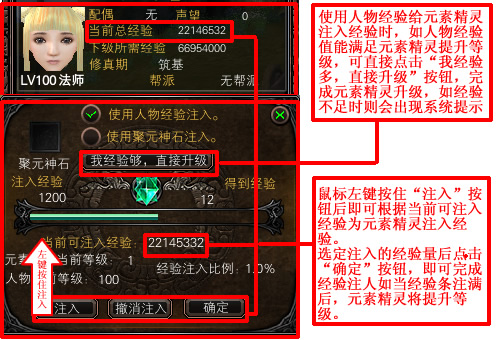 配偶 无 声望 0
当前总经验 22146532
下级所需经验 66954000
修真期 筑基
LV100 法师 帮派 无帮派
使用人物经验注入。
使用聚元神石注入。
聚元神石
我经验够，直接升级
注入经验 得到经验
1200 12
当前可注入经验: 22145332
元素 当前等级: 1
人物 等级: 100
经验注入比例: 1.0%
左键按住注入
注入 撤消注入 确定
使用人物经验给元素精灵
注入经验时，如人物经验
值能满足元素精灵提升等
级，可直接点击“我经验
多，直接升级”按钮，完
成元素精灵升级，如经验
不足时则会出现系统提示
鼠标左键按住“注入”按
钮后即可根据当前可注入
经验为元素精灵注入经
验。
选定注入的经验量后点击
“确定”按钮，即可完成
经验注人如当经验条注满
后，元素精灵将提升等
级。